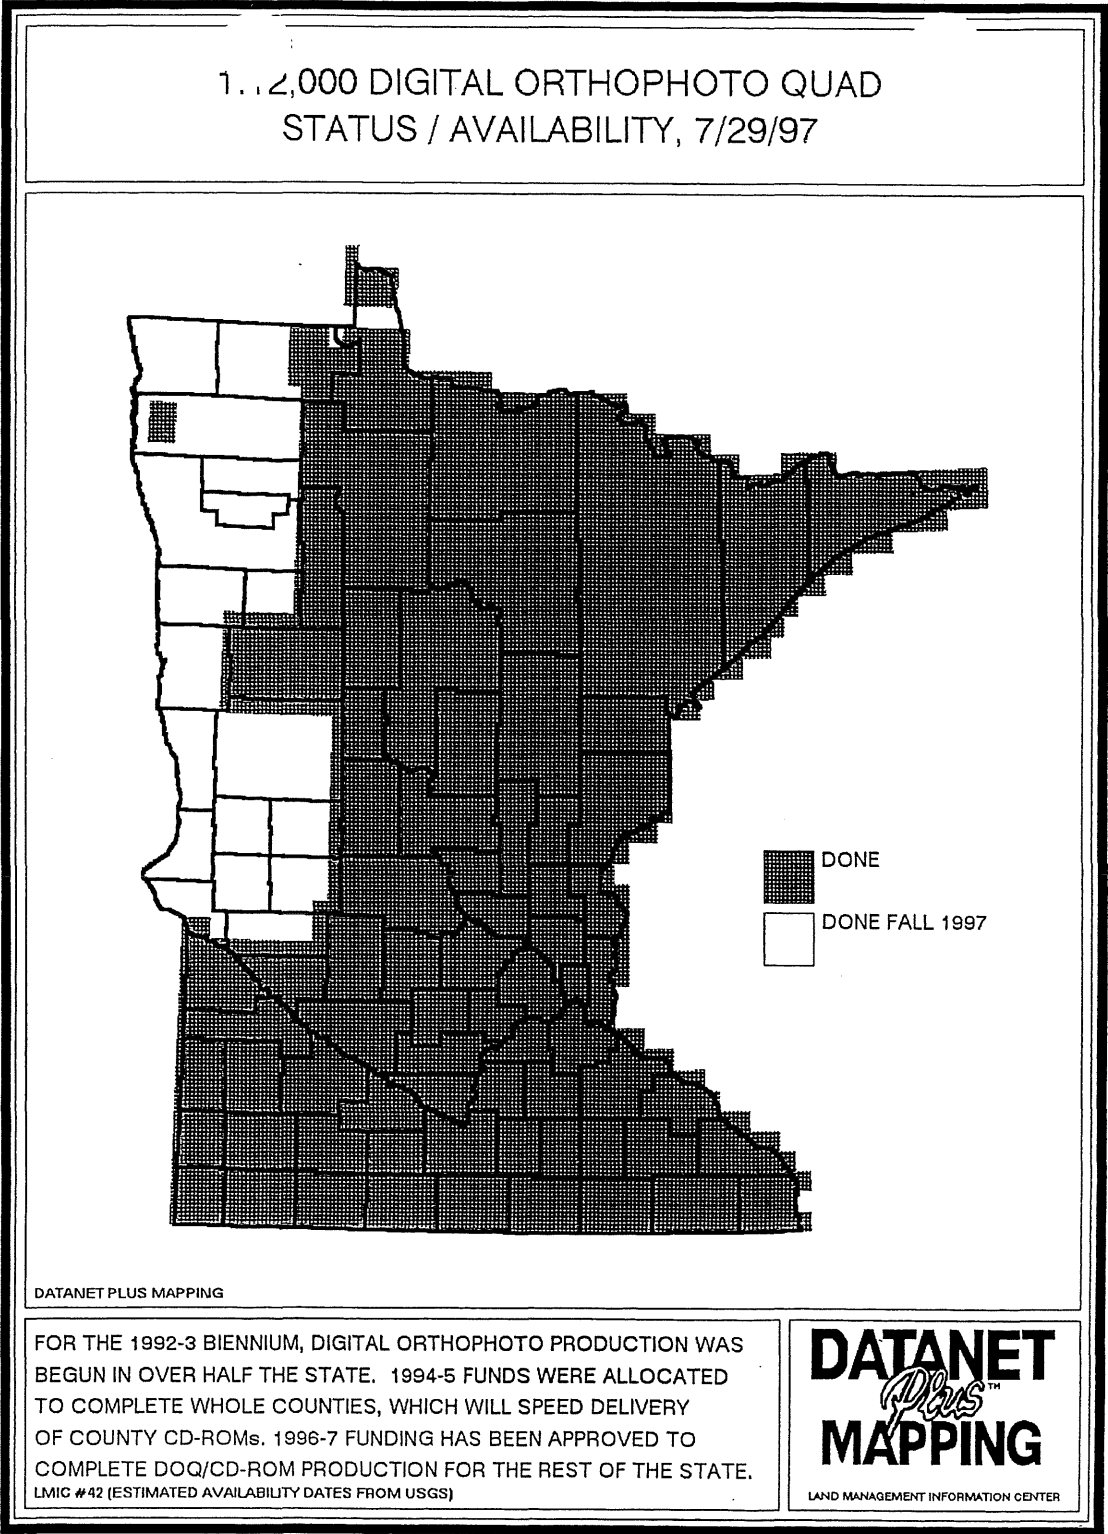 ,000 DIGITAL ORTHOPHOTO QUAD
STATUS / AVAILABILITY, 7/29/97
DONE
DONE FALL 1997
DATANET PLUS MAPPING
FOR THE 1992-3 BIENNIUM, DIGITAL ORTHOPHOTO PRODUCTION WAS
BEGUN IN OVER HALF THE STATE. 1994-5 FUNDS WERE ALLOCATED
TO COMPLETE WHOLE COUNTIES, WHICH WILL SPEED DELIVERY
OF COUNTY CD-ROMs. 1996-7 FUNDING HAS BEEN APPROVED TO
COMPLETE DOQ/CD-ROM PRODUCTION FOR THE REST OF THE STATE.
LMIC #42 (ESTIMATED AVAILABILITY DATES FROM USGS)
DATANET
Plus™
MAPPING
LAND MANAGEMENT INFORMATION CENTER